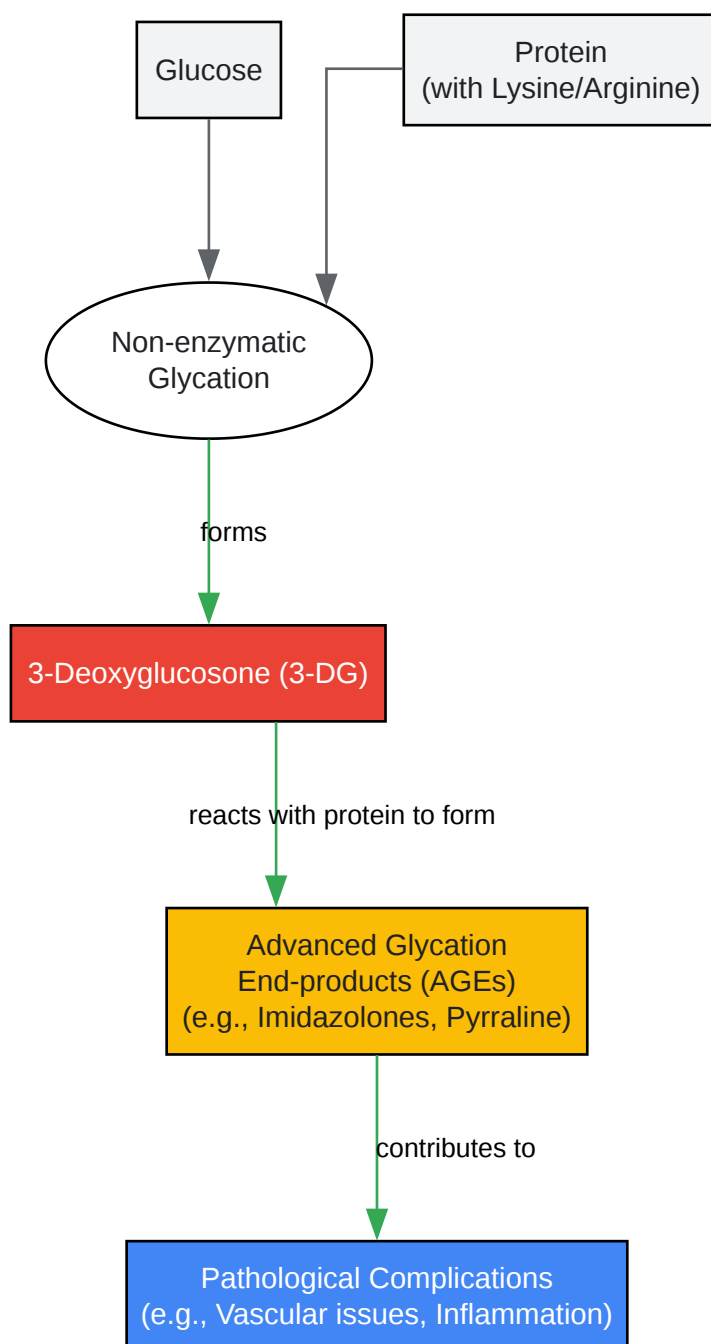 Glucose
Protein
(with Lysine/Arginine)
Non-enzymatic
Glycation
forms
3-Deoxyglucosone (3-DG)
reacts with protein to form
Advanced Glycation
End-products (AGEs)
(e.g., Imidazolones, Pyrraline)
contributes to
Pathological Complications
(e.g., Vascular issues, Inflammation)